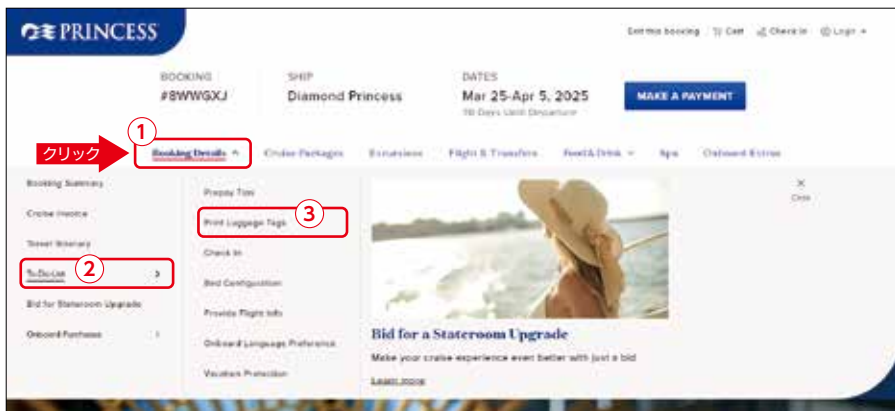 PRINCESS
Exit this booking Cart Check in Login
BOOKING
#8WWGXJ
SHIP
Diamond Princess
DATES
Mar 25-Apr 5, 2025
Days Until Departure
MAKE A PAYMENT
クリック
①
Booking Details
Cruise Packages
Excursions
Flight & Transfers
Food & Drink
Spa
Onboard Extras
Booking Summary
Cruise Invoice
Travel Itinerary
To Do List
②
Bid for Stateroom Upgrade
Onboard Purchases
Prepay Tips
Print Luggage Tags
③
Check In
Bed Configuration
Provide Flight Info
Onboard Language Preference
Vacation Protection
Close
Bid for a Stateroom Upgrade
Make your cruise experience even better with just a bid
Learn more